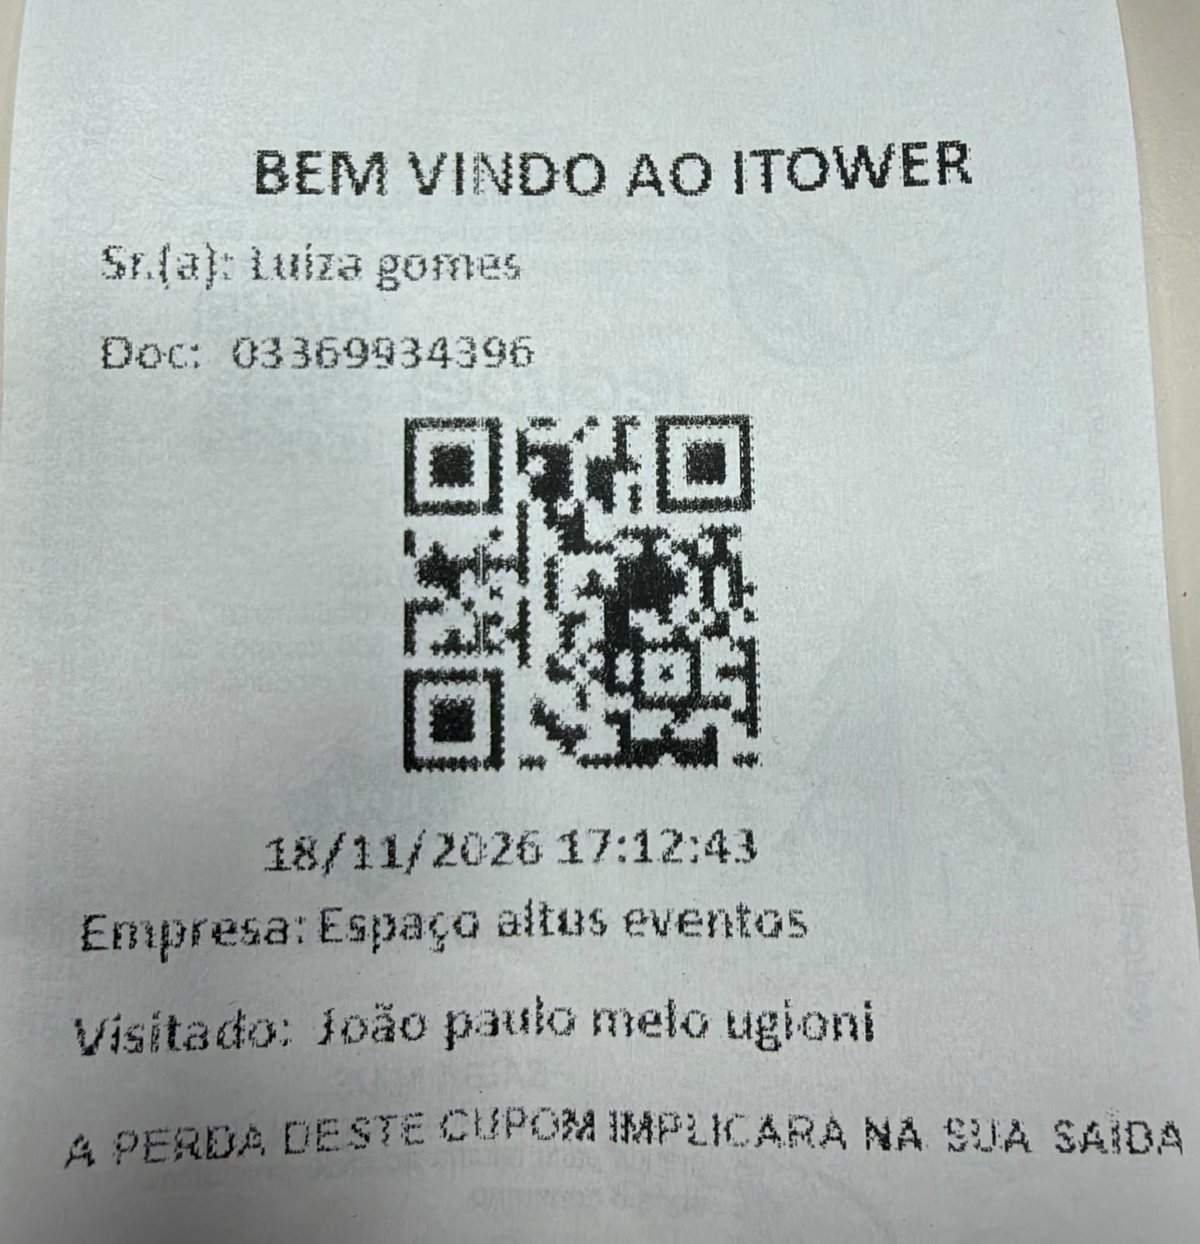 BEM VINDO AO ITOWER
Sr.(a): Luiza gomes
Doc: 03369934396
18/11/2026 17:12:43
Empresa: Espaço altus eventos
Visitado: João paulo melo ugioni
A PERDA DESTE CUPOM IMPLICARA NA SUA SAÍDA